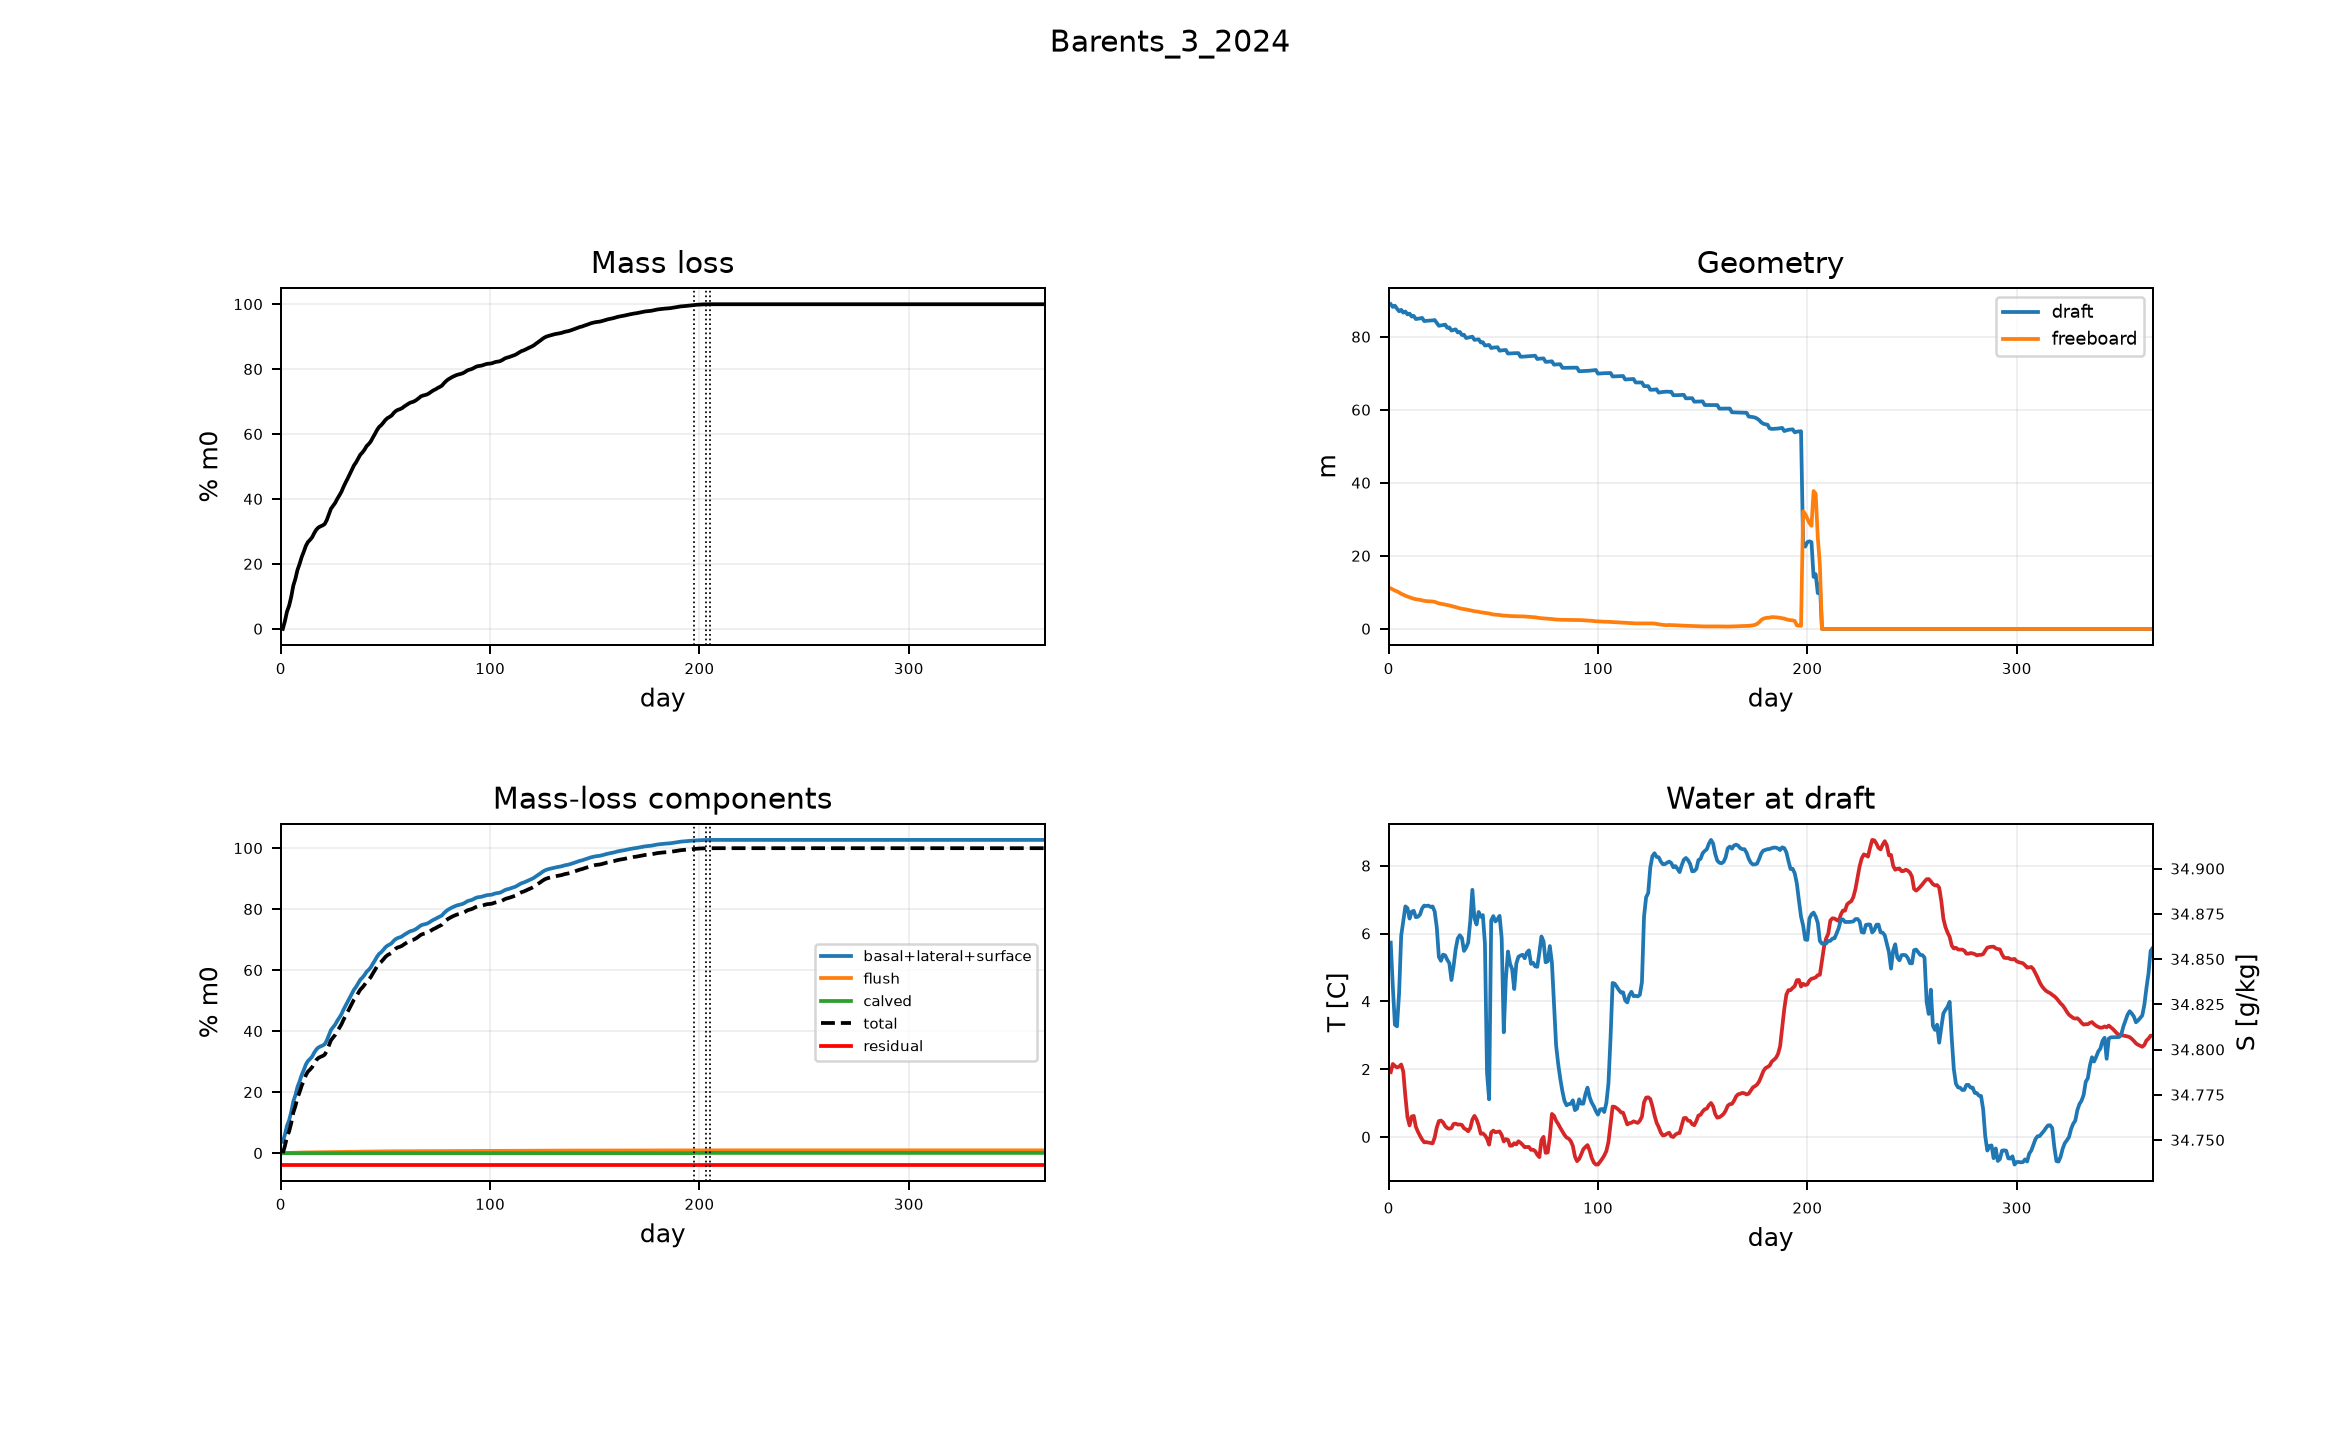 Barents_3_2024
Mass loss
% m0
100
80
60
40
20
0
0 100 200 300
day
Geometry
m
80
60
40
20
0
draft
freeboard
0 100 200 300
day
Mass-loss components
% m0
100
80
60
40
20
0
basal+lateral+surface
flush
calved
total
residual
0 100 200 300
day
Water at draft
T [C]
8
6
4
2
0
34.900
34.875
34.850
34.825
34.800
34.775
34.750
S [g/kg]
0 100 200 300
day